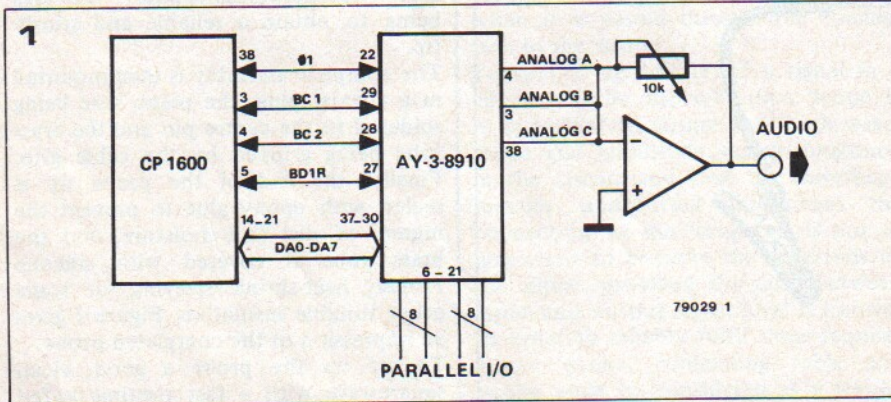 1
38 ϕ1 22
3 BC 1 29
4 BC 2 28
5 BD1R 27
14...21 37...30
DA0-DA7
CP 1600
AY-3-8910
ANALOG A
4
ANALOG B
3
ANALOG C
38
10k
−
+
AUDIO
6 – 21
8 8
PARALLEL I/O
79029 1